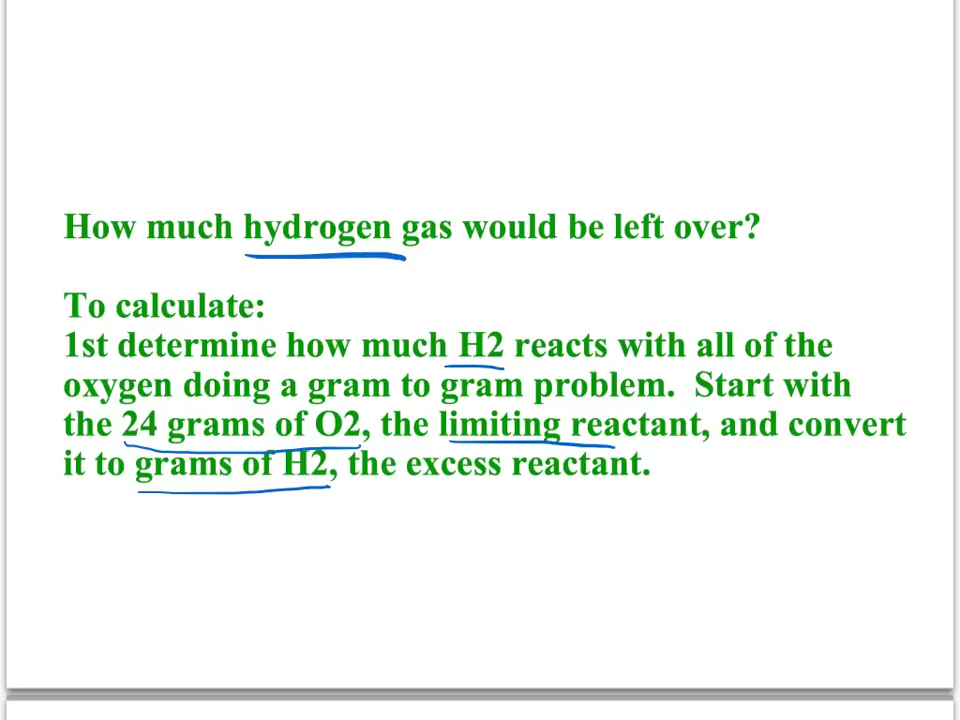 How much hydrogen gas would be left over?
To calculate:
1st determine how much H2 reacts with all of the
oxygen doing a gram to gram problem.  Start with
the 24 grams of O2, the limiting reactant, and convert
it to grams of H2, the excess reactant.